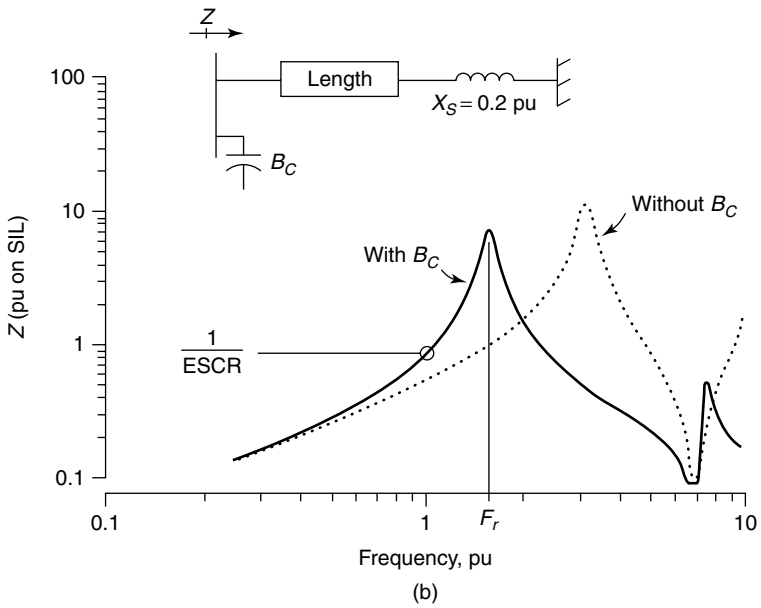 Z
Length
X_S = 0.2 pu
B_C
100
10
1
0.1
Z (pu on SIL)
With B_C
Without B_C
1
ESCR
0.1
1
F_r
10
Frequency, pu
(b)